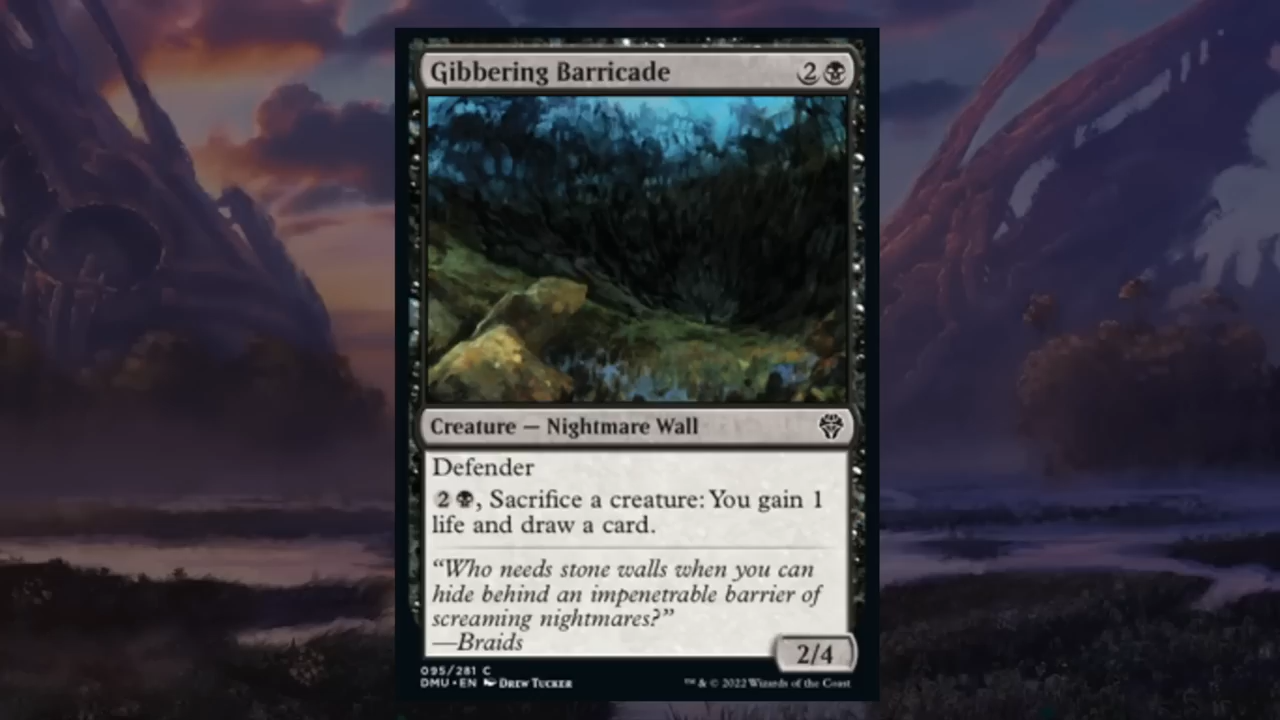 Gibbering Barricade 2
Creature — Nightmare Wall
Defender
2, Sacrifice a creature: You gain 1
life and draw a card.
“Who needs stone walls when you can
hide behind an impenetrable barrier of
screaming nightmares?”
—Braids
2/4
095/281 C
DMU • EN Drew Tucker
™ & © 2022 Wizards of the Coast